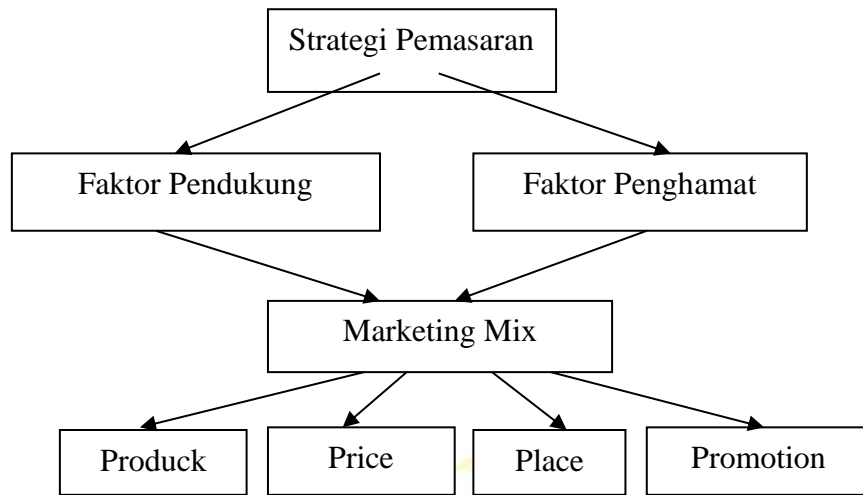 Strategi Pemasaran
Faktor Pendukung
Faktor Penghamat
Marketing Mix
Produck
Price
Place
Promotion